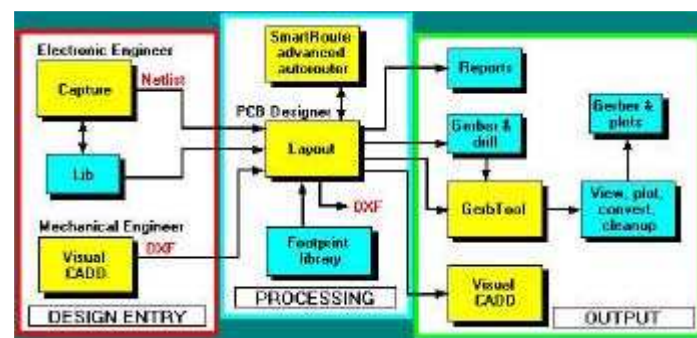 Electronic Engineer
Capture
Netlist
Lib
Mechanical Engineer
Visual
CADD
DXF
DESIGN ENTRY
SmartRoute
advanced
autorouter
PCB Designer
Layout
DXF
Footprint
library
PROCESSING
Reports
Gerber &
drill
GerbTool
Visual
CADD
Gerber &
plots
View, plot,
convert,
cleanup
OUTPUT